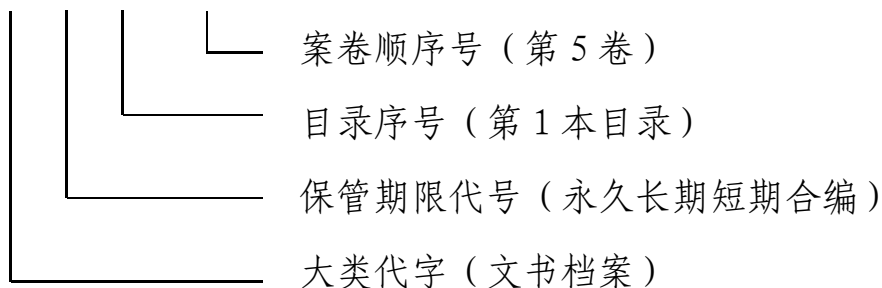 案卷顺序号（第5卷）
目录序号（第1本目录）
保管期限代号（永久长期短期合编）
大类代字（文书档案）